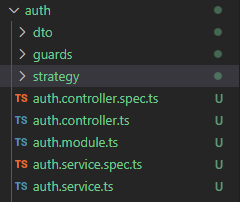 auth
dto
guards
strategy
TS auth.controller.spec.ts U
TS auth.controller.ts U
TS auth.module.ts U
TS auth.service.spec.ts U
TS auth.service.ts U